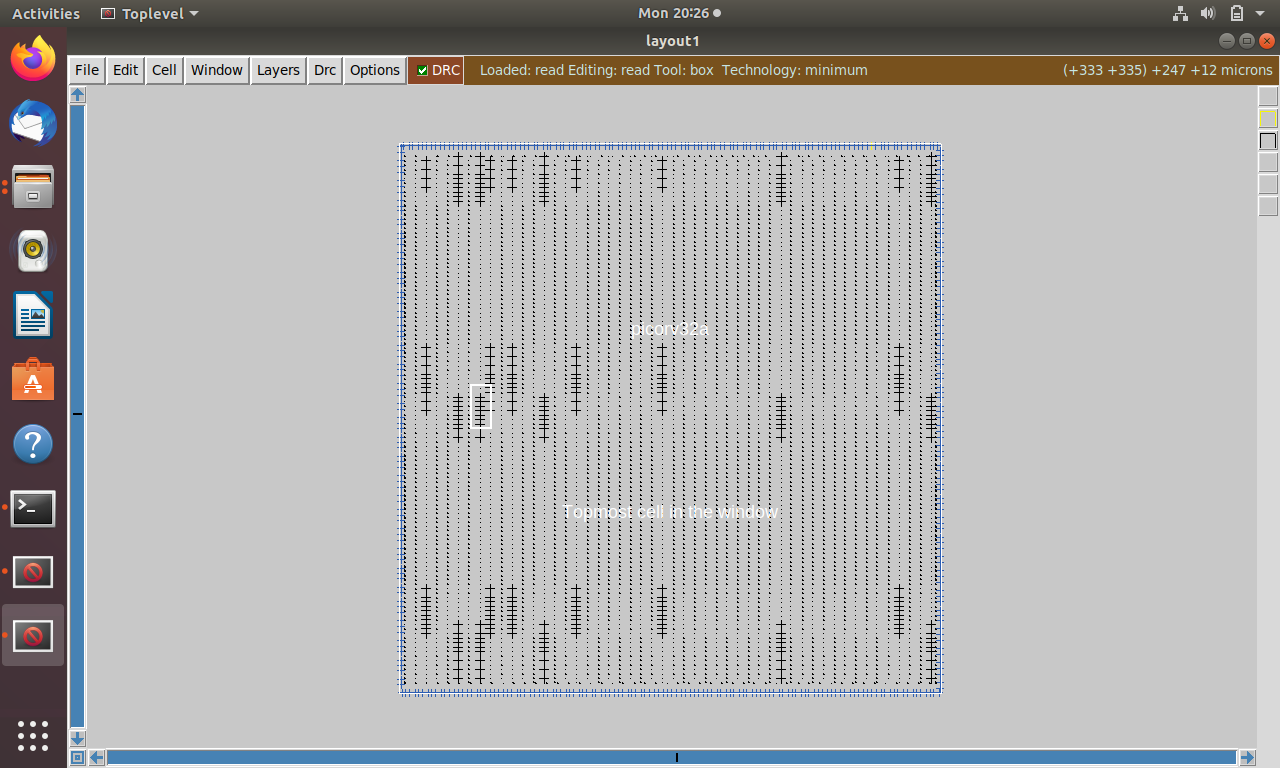 Activities Toplevel Mon 20:26
layout1
File Edit Cell Window Layers Drc Options DRC Loaded: read Editing: read Tool: box Technology: minimum (+333 +335) +247 +12 microns
picorv32a
Topmost cell in the window